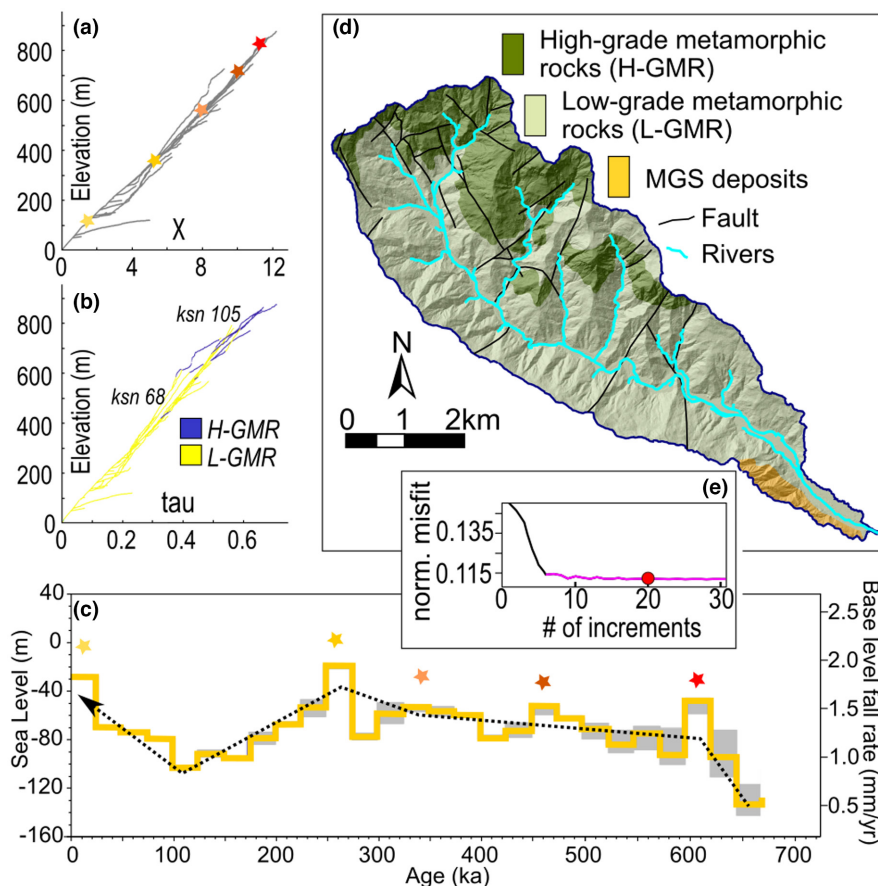 (a)
800
600
400
200
0
Elevation (m)
0
4
8
12
X
(b)
800
600
400
200
0
Elevation (m)
ksn 105
ksn 68
H-GMR
L-GMR
tau
0
0.2
0.4
0.6
(d)
High-grade metamorphic
rocks (H-GMR)
Low-grade metamorphic
rocks (L-GMR)
MGS deposits
Fault
Rivers
N
0 1 2km
(e)
norm. misfit
0.135
0.115
0 10 20 30
# of increments
(c)
40
0
-40
-80
-120
-160
Sea Level (m)
2.5
2.0
1.5
1.0
0.5
Base level fall rate (mm/yr)
0 100 200 300 400 500 600 700
Age (ka)